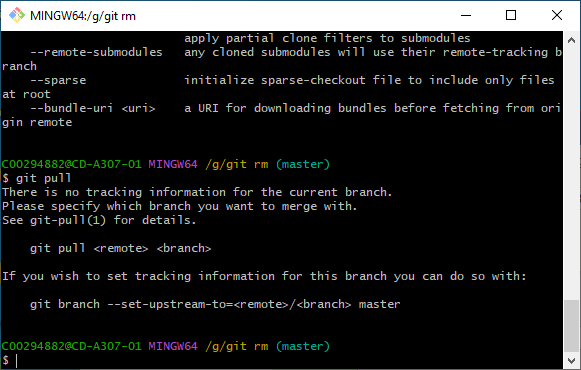 MINGW64:/g/git rm
apply partial clone filters to submodules
--remote-submodules any cloned submodules will use their remote-tracking b
ranch
--sparse initialize sparse-checkout file to include only files
at root
--bundle-uri <uri> a URI for downloading bundles before fetching from ori
gin remote
C00294882@CD-A307-01 MINGW64 /g/git rm (master)
$ git pull
There is no tracking information for the current branch.
Please specify which branch you want to merge with.
See git-pull(1) for details.
git pull <remote> <branch>
If you wish to set tracking information for this branch you can do so with:
git branch --set-upstream-to=<remote>/<branch> master
C00294882@CD-A307-01 MINGW64 /g/git rm (master)
$